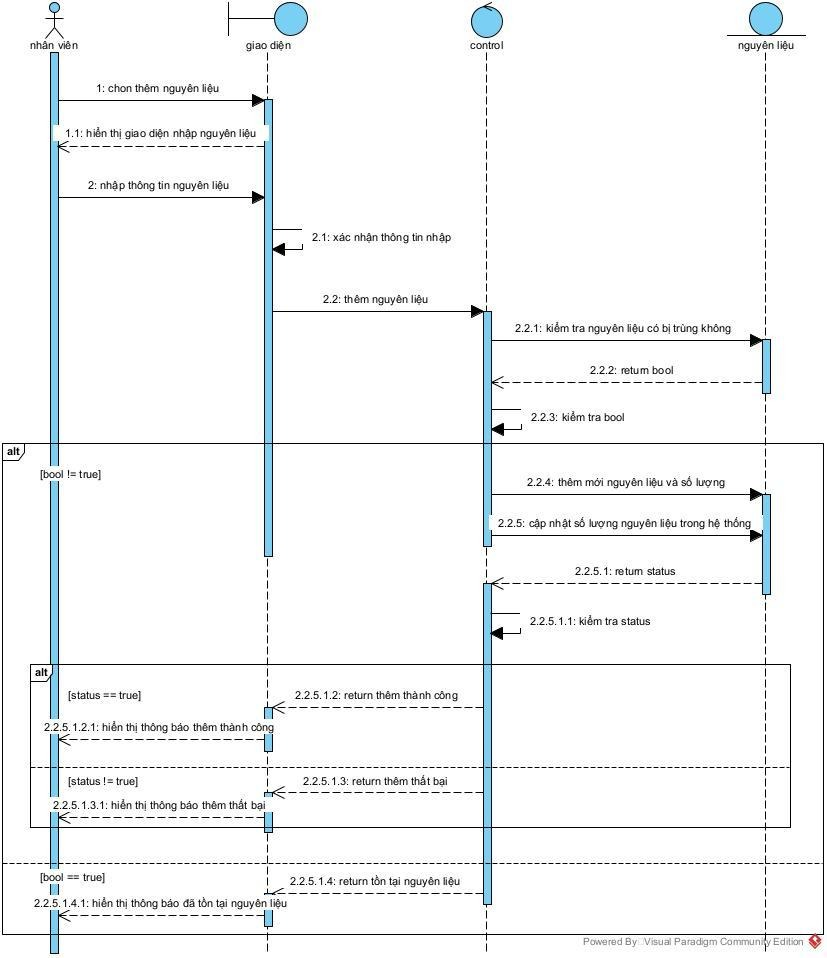 nhân viên
giao diện
control
nguyên liệu
1: chon thêm nguyên liệu
1.1: hiển thị giao diện nhập nguyên liệu
2: nhập thông tin nguyên liệu
2.1: xác nhận thông tin nhập
2.2: thêm nguyên liệu
2.2.1: kiểm tra nguyên liệu có bị trùng không
2.2.2: return bool
2.2.3: kiểm tra bool
alt
[bool != true]
2.2.4: thêm mới nguyên liệu và số lượng
2.2.5: cập nhật số lượng nguyên liệu trong hệ thống
2.2.5.1: return status
2.2.5.1.1: kiểm tra status
alt
[status == true]
2.2.5.1.2: return thêm thành công
2.2.5.1.2.1: hiển thị thông báo thêm thành công
[status != true]
2.2.5.1.3: return thêm thất bại
2.2.5.1.3.1: hiển thị thông báo thêm thất bại
[bool == true]
2.2.5.1.4: return tồn tại nguyên liệu
2.2.5.1.4.1: hiển thị thông báo đã tồn tại nguyên liệu
Powered By Visual Paradigm Community Edition